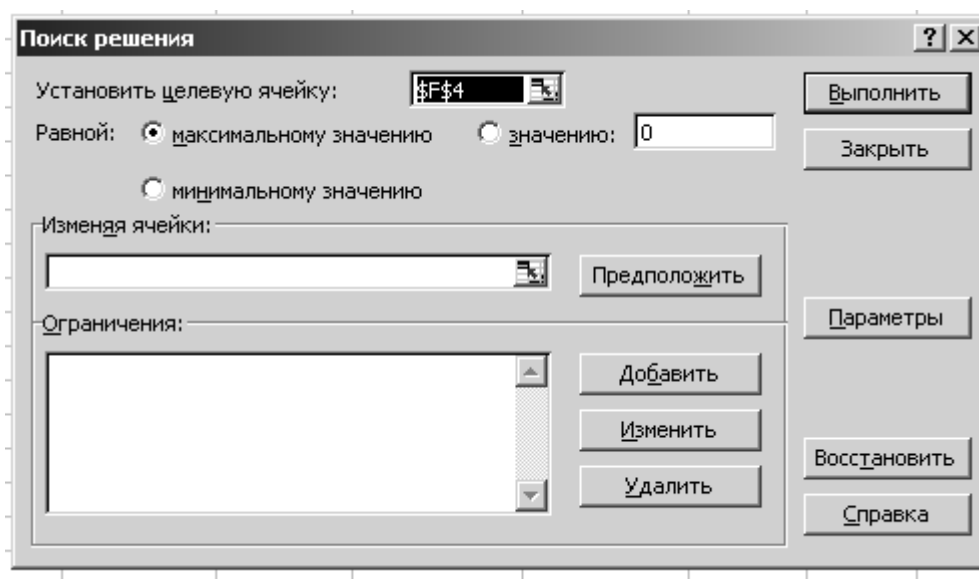 Поиск решения
Установить целевую ячейку: $F$4
Выполнить
Равной: максимальному значению значению: 0
Закрыть
минимальному значению
Изменяя ячейки:
Предположить
Ограничения:
Параметры
Добавить
Изменить
Восстановить
Удалить
Справка